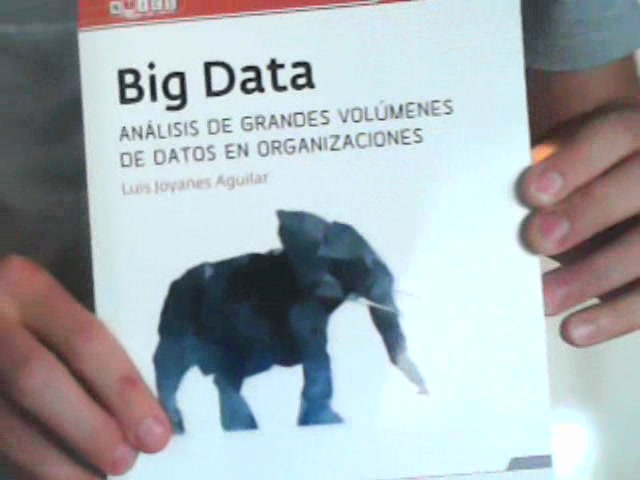 Big Data
ANÁLISIS DE GRANDES VOLÚMENES
DE DATOS EN ORGANIZACIONES
Luis Joyanes Aguilar